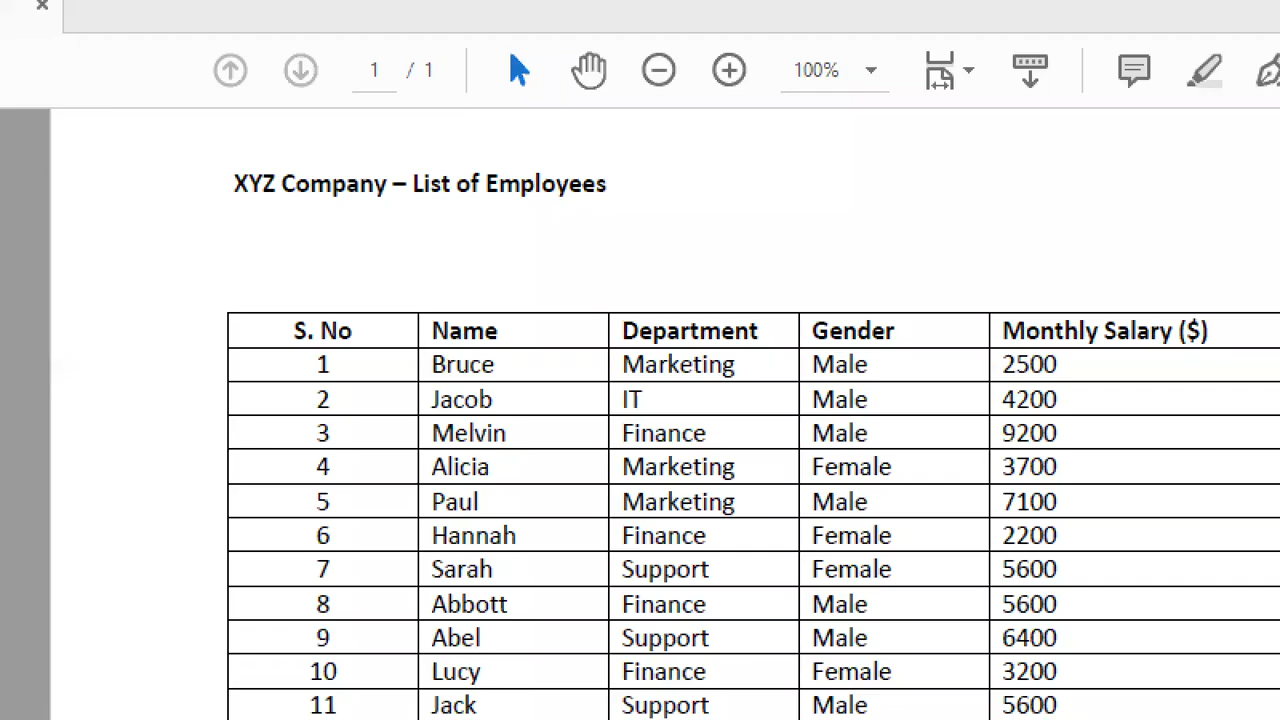 1 / 1 100%
XYZ Company – List of Employees
S. No Name Department Gender Monthly Salary ($)
1 Bruce Marketing Male 2500
2 Jacob IT Male 4200
3 Melvin Finance Male 9200
4 Alicia Marketing Female 3700
5 Paul Marketing Male 7100
6 Hannah Finance Female 2200
7 Sarah Support Female 5600
8 Abbott Finance Male 5600
9 Abel Support Male 6400
10 Lucy Finance Female 3200
11 Jack Support Male 5600